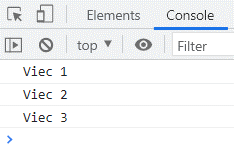 Elements Console
top Filter
Viec 1
Viec 2
Viec 3